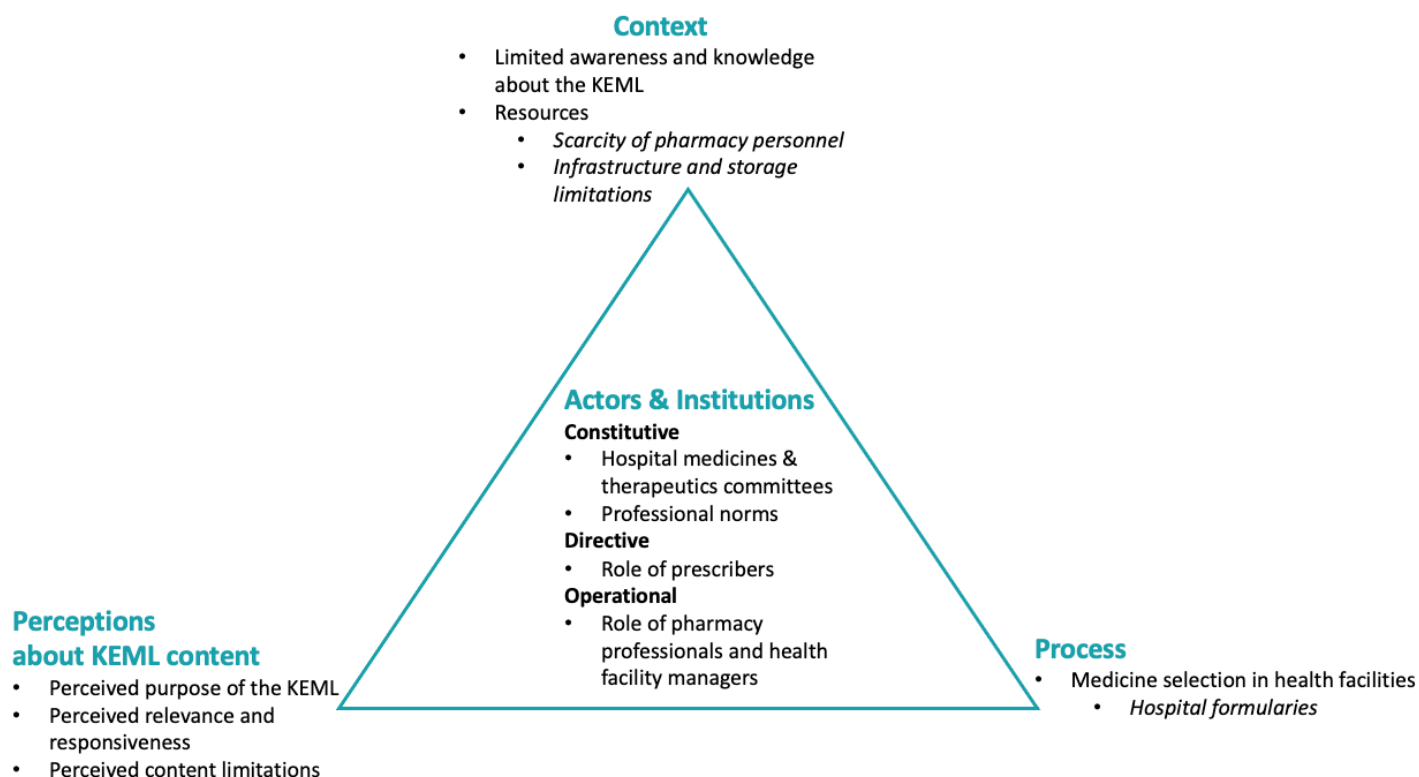 Context
• Limited awareness and knowledge
about the KEML
• Resources
• Scarcity of pharmacy personnel
• Infrastructure and storage
limitations
Actors & Institutions
Constitutive
• Hospital medicines &
therapeutics committees
• Professional norms
Directive
• Role of prescribers
Operational
• Role of pharmacy
professionals and health
facility managers
Perceptions
about KEML content
• Perceived purpose of the KEML
• Perceived relevance and
responsiveness
• Perceived content limitations
Process
• Medicine selection in health facilities
• Hospital formularies